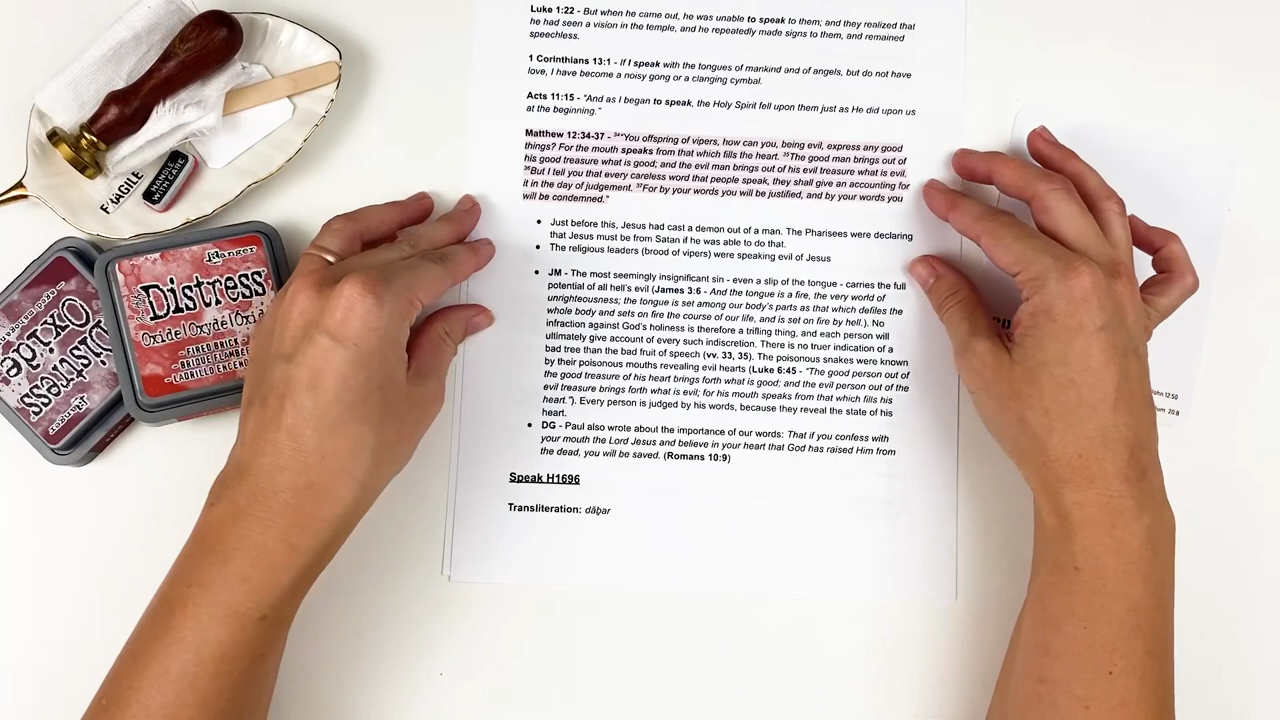 Luke 1:22 - But when he came out, he was unable to speak to them; and they realized that
he had seen a vision in the temple, and he repeatedly made signs to them, and remained
speechless.
1 Corinthians 13:1 - If I speak with the tongues of mankind and of angels, but do not have
love, I have become a noisy gong or a clanging cymbal.
Acts 11:15 - "And as I began to speak, the Holy Spirit fell upon them just as He did upon us
at the beginning."
Matthew 12:34-37 - ³⁴"You offspring of vipers, how can you, being evil, express any good
things? For the mouth speaks from that which fills the heart. ³⁵The good man brings out of
his good treasure what is good; and the evil man brings out of his evil treasure what is evil.
³⁶But I tell you that every careless word that people speak, they shall give an accounting for
it in the day of judgement. ³⁷For by your words you will be justified, and by your words you
will be condemned."
• Just before this, Jesus had cast a demon out of a man. The Pharisees were declaring
that Jesus must be from Satan if he was able to do that.
• The religious leaders (brood of vipers) were speaking evil of Jesus
• JM - The most seemingly insignificant sin - even a slip of the tongue - carries the full
potential of all hell's evil (James 3:6 - And the tongue is a fire, the very world of
unrighteousness; the tongue is set among our body's parts as that which defiles the
whole body and sets on fire the course of our life, and is set on fire by hell.). No
infraction against God's holiness is therefore a trifling thing, and each person will
ultimately give account of every such indiscretion. There is no truer indication of a
bad tree than the bad fruit of speech (vv. 33, 35). The poisonous snakes were known
by their poisonous mouths revealing evil hearts (Luke 6:45 - "The good person out of
the good treasure of his heart brings forth what is good; and the evil person out of the
evil treasure brings forth what is evil; for his mouth speaks from that which fills his
heart."). Every person is judged by his words, because they reveal the state of his
heart.
• DG - Paul also wrote about the importance of our words: That if you confess with
your mouth the Lord Jesus and believe in your heart that God has raised Him from
the dead, you will be saved. (Romans 10:9)
Speak H1696
Transliteration: dāḇar
FRAGILE
HANDLE
WITH CARE
Ranger
Distress
Oxide/Oxyde/Óxido
- FIRED BRICK -
- BRIQUE FLAMBÉE
- LADRILLO ENCEND
Distress
Oxide
Ranger
John 12:50
20:8